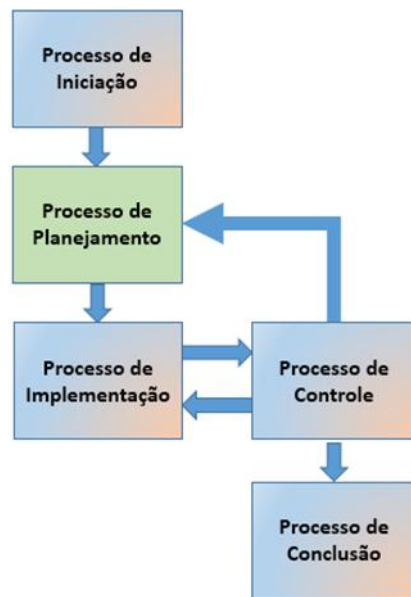 Processo de
Iniciação
Processo de
Planejamento
Processo de
Implementação
Processo de
Controle
Processo de
Conclusão